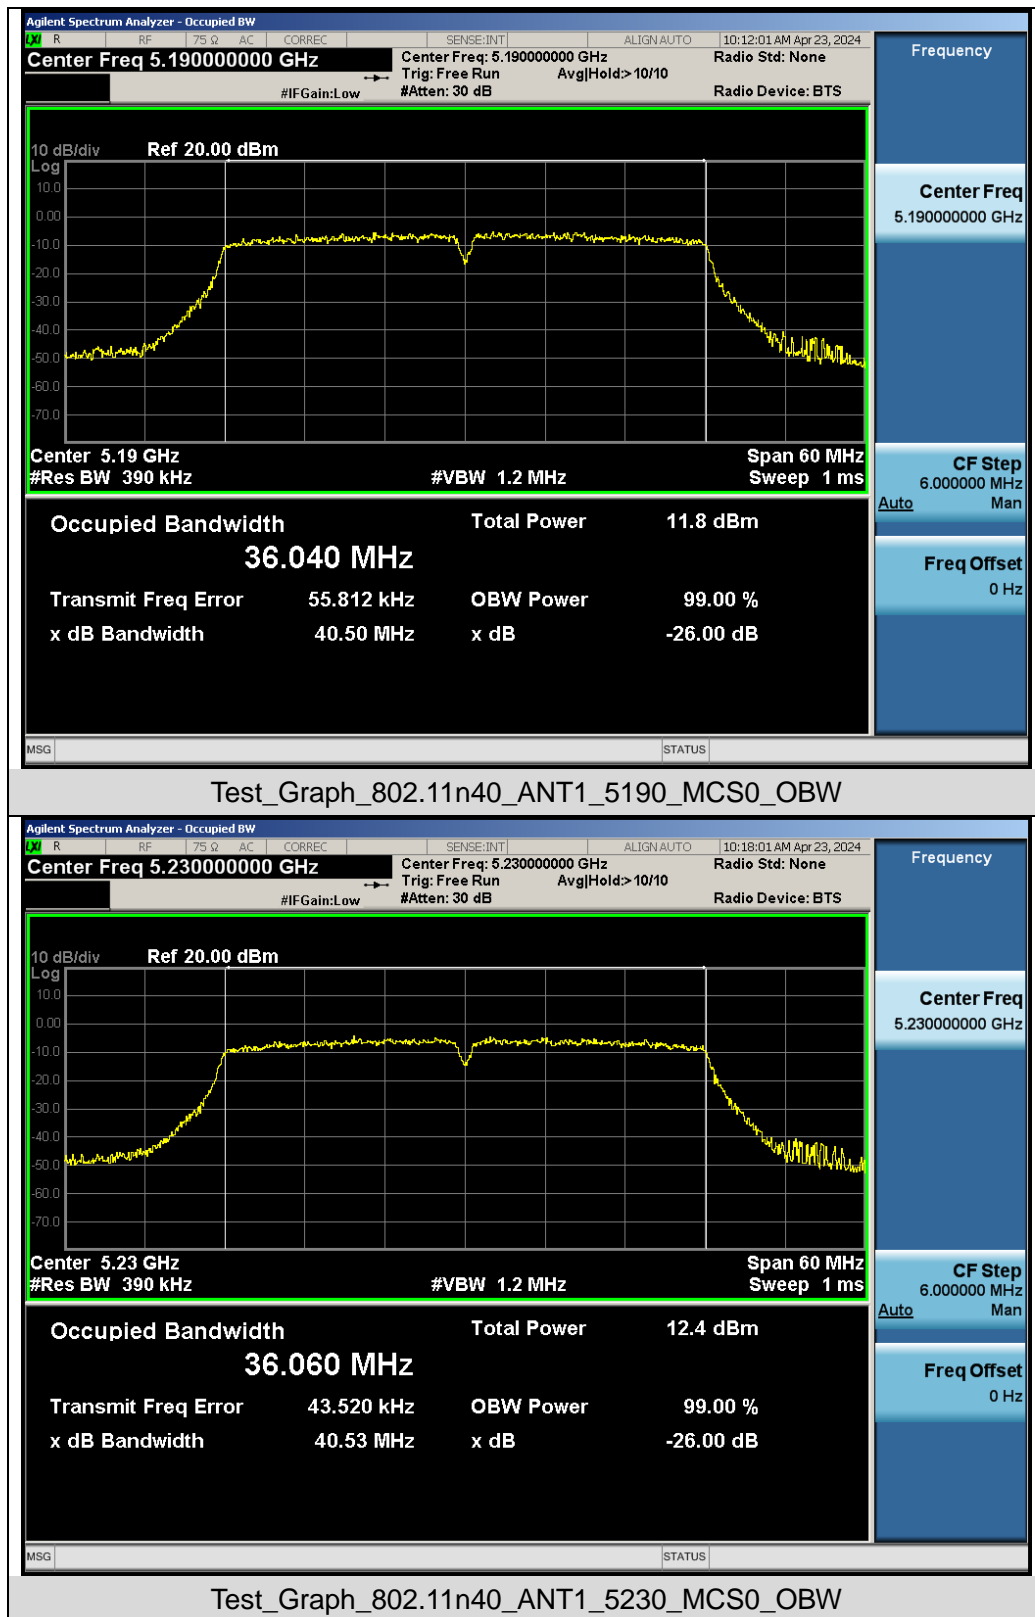 Agilent Spectrum Analyzer - Occupied BW
LXI R RF 75 Ω AC CORREC SENSE:INT ALIGN AUTO 10:12:01 AM Apr 23, 2024
Center Freq 5.190000000 GHz
Center Freq: 5.190000000 GHz Radio Std: None
Trig: Free Run Avg|Hold:> 10/10
#IFGain:Low #Atten: 30 dB Radio Device: BTS
Frequency
10 dB/div Ref 20.00 dBm
Log
10.0
0.00
-10.0
-20.0
-30.0
-40.0
-50.0
-60.0
-70.0
Center Freq
5.190000000 GHz
Center 5.19 GHz Span 60 MHz
#Res BW 390 kHz #VBW 1.2 MHz Sweep 1 ms
CF Step
6.000000 MHz
Auto Man
Occupied Bandwidth Total Power 11.8 dBm
36.040 MHz
Transmit Freq Error 55.812 kHz OBW Power 99.00 %
x dB Bandwidth 40.50 MHz x dB -26.00 dB
Freq Offset
0 Hz
MSG STATUS
Test_Graph_802.11n40_ANT1_5190_MCS0_OBW
Agilent Spectrum Analyzer - Occupied BW
LXI R RF 75 Ω AC CORREC SENSE:INT ALIGN AUTO 10:18:01 AM Apr 23, 2024
Center Freq 5.230000000 GHz
Center Freq: 5.230000000 GHz Radio Std: None
Trig: Free Run Avg|Hold:> 10/10
#IFGain:Low #Atten: 30 dB Radio Device: BTS
Frequency
10 dB/div Ref 20.00 dBm
Log
10.0
0.00
-10.0
-20.0
-30.0
-40.0
-50.0
-60.0
-70.0
Center Freq
5.230000000 GHz
Center 5.23 GHz Span 60 MHz
#Res BW 390 kHz #VBW 1.2 MHz Sweep 1 ms
CF Step
6.000000 MHz
Auto Man
Occupied Bandwidth Total Power 12.4 dBm
36.060 MHz
Transmit Freq Error 43.520 kHz OBW Power 99.00 %
x dB Bandwidth 40.53 MHz x dB -26.00 dB
Freq Offset
0 Hz
MSG STATUS
Test_Graph_802.11n40_ANT1_5230_MCS0_OBW